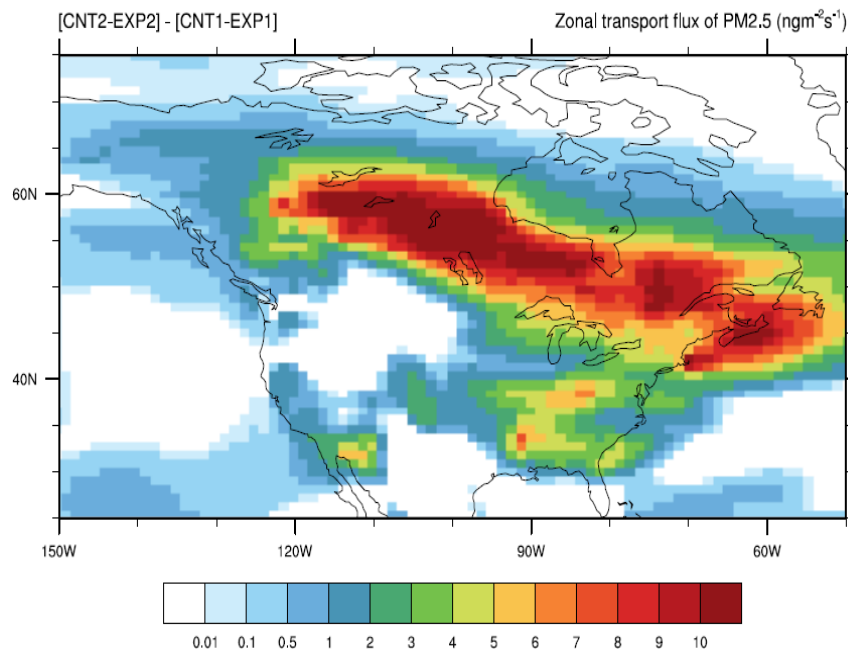 [CNT2-EXP2] - [CNT1-EXP1] Zonal transport flux of PM2.5 (ngm⁻²s⁻¹)
60N
40N
150W 120W 90W 60W
0.01 0.1 0.5 1 2 3 4 5 6 7 8 9 10